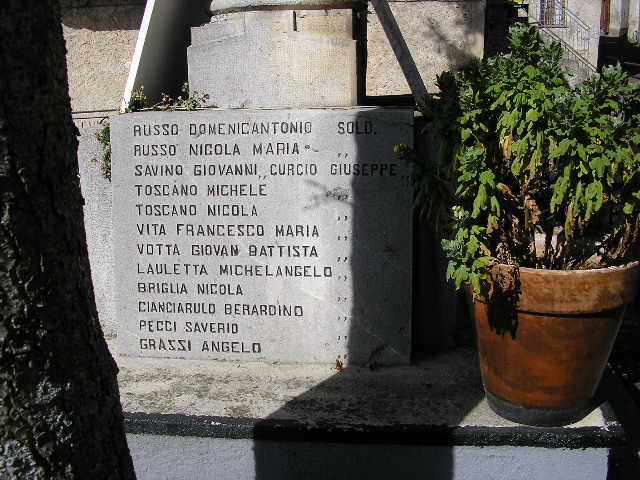 RUSSO DOMENICANTONIO SOLD.
RUSSO NICOLA MARIA ,,
SAVINO GIOVANNI, CURCIO GIUSEPPE ,,
TOSCANO MICHELE ,,
TOSCANO NICOLA ,,
VITA FRANCESCO MARIA ,,
VOTTA GIOVAN BATTISTA ,,
LAULETTA MICHELANGELO ,,
BRIGLIA NICOLA ,,
CIANCIARULO BERARDINO ,,
PECCI SAVERIO ,,
GRASSI ANGELO ,,